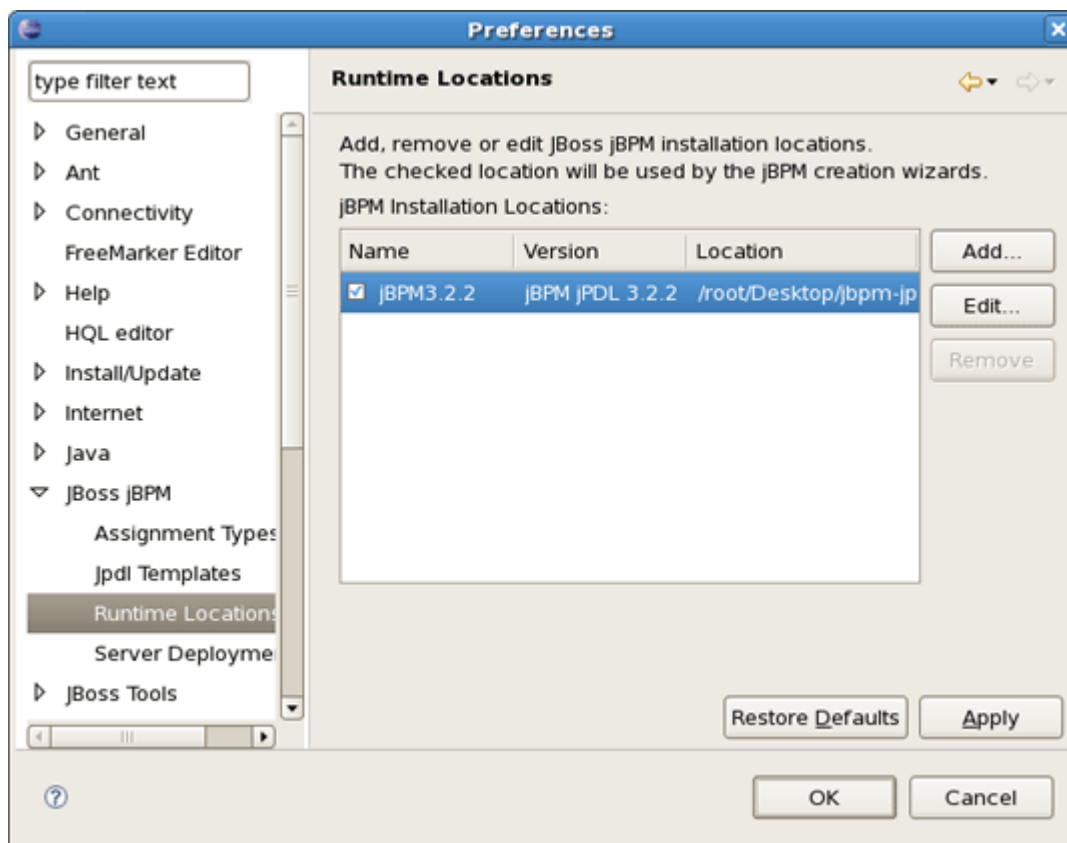 Preferences
type filter text
Runtime Locations
General
Ant
Connectivity
FreeMarker Editor
Help
HQL editor
Install/Update
Internet
Java
JBoss jBPM
Assignment Types
Jpdl Templates
Runtime Locations
Server Deployme
JBoss Tools
Add, remove or edit JBoss jBPM installation locations.
The checked location will be used by the jBPM creation wizards.
jBPM Installation Locations:
Name Version Location
jBPM3.2.2 jBPM jPDL 3.2.2 /root/Desktop/jbpm-jp
Add...
Edit...
Remove
Restore Defaults Apply
OK Cancel